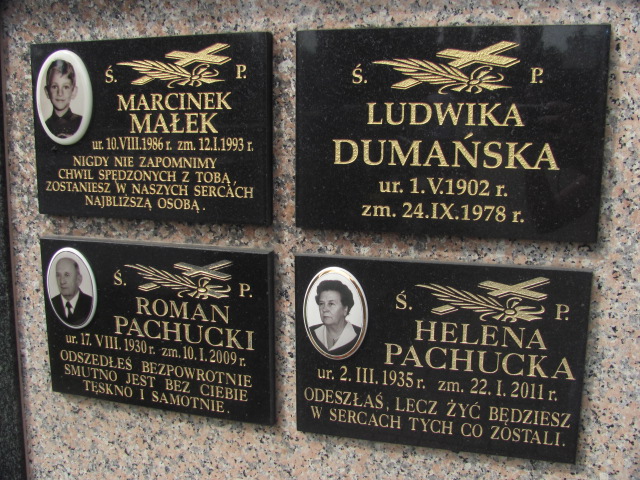 Ś. P.
MARCINEK
MAŁEK
ur. 10.VIII.1986 r. zm. 12.I.1993 r.
NIGDY NIE ZAPOMNIMY
CHWIL SPĘDZONYCH Z TOBĄ,
ZOSTANIESZ W NASZYCH SERCACH
NAJBLIŻSZĄ OSOBĄ.
Ś. P.
LUDWIKA
DUMAŃSKA
ur. 1.V.1902 r.
zm. 24.IX.1978 r.
Ś. P.
ROMAN
PACHUCKI
ur. 17. VIII. 1930 r. zm. 10. I. 2009 r.
ODSZEDŁEŚ BEZPOWROTNIE
SMUTNO JEST BEZ CIEBIE
TĘSKNO I SAMOTNIE.
Ś. P.
HELENA
PACHUCKA
ur. 2. III. 1935 r. zm. 22. I. 2011 r.
ODESZŁAŚ, LECZ ŻYĆ BĘDZIESZ
W SERCACH TYCH CO ZOSTALI.